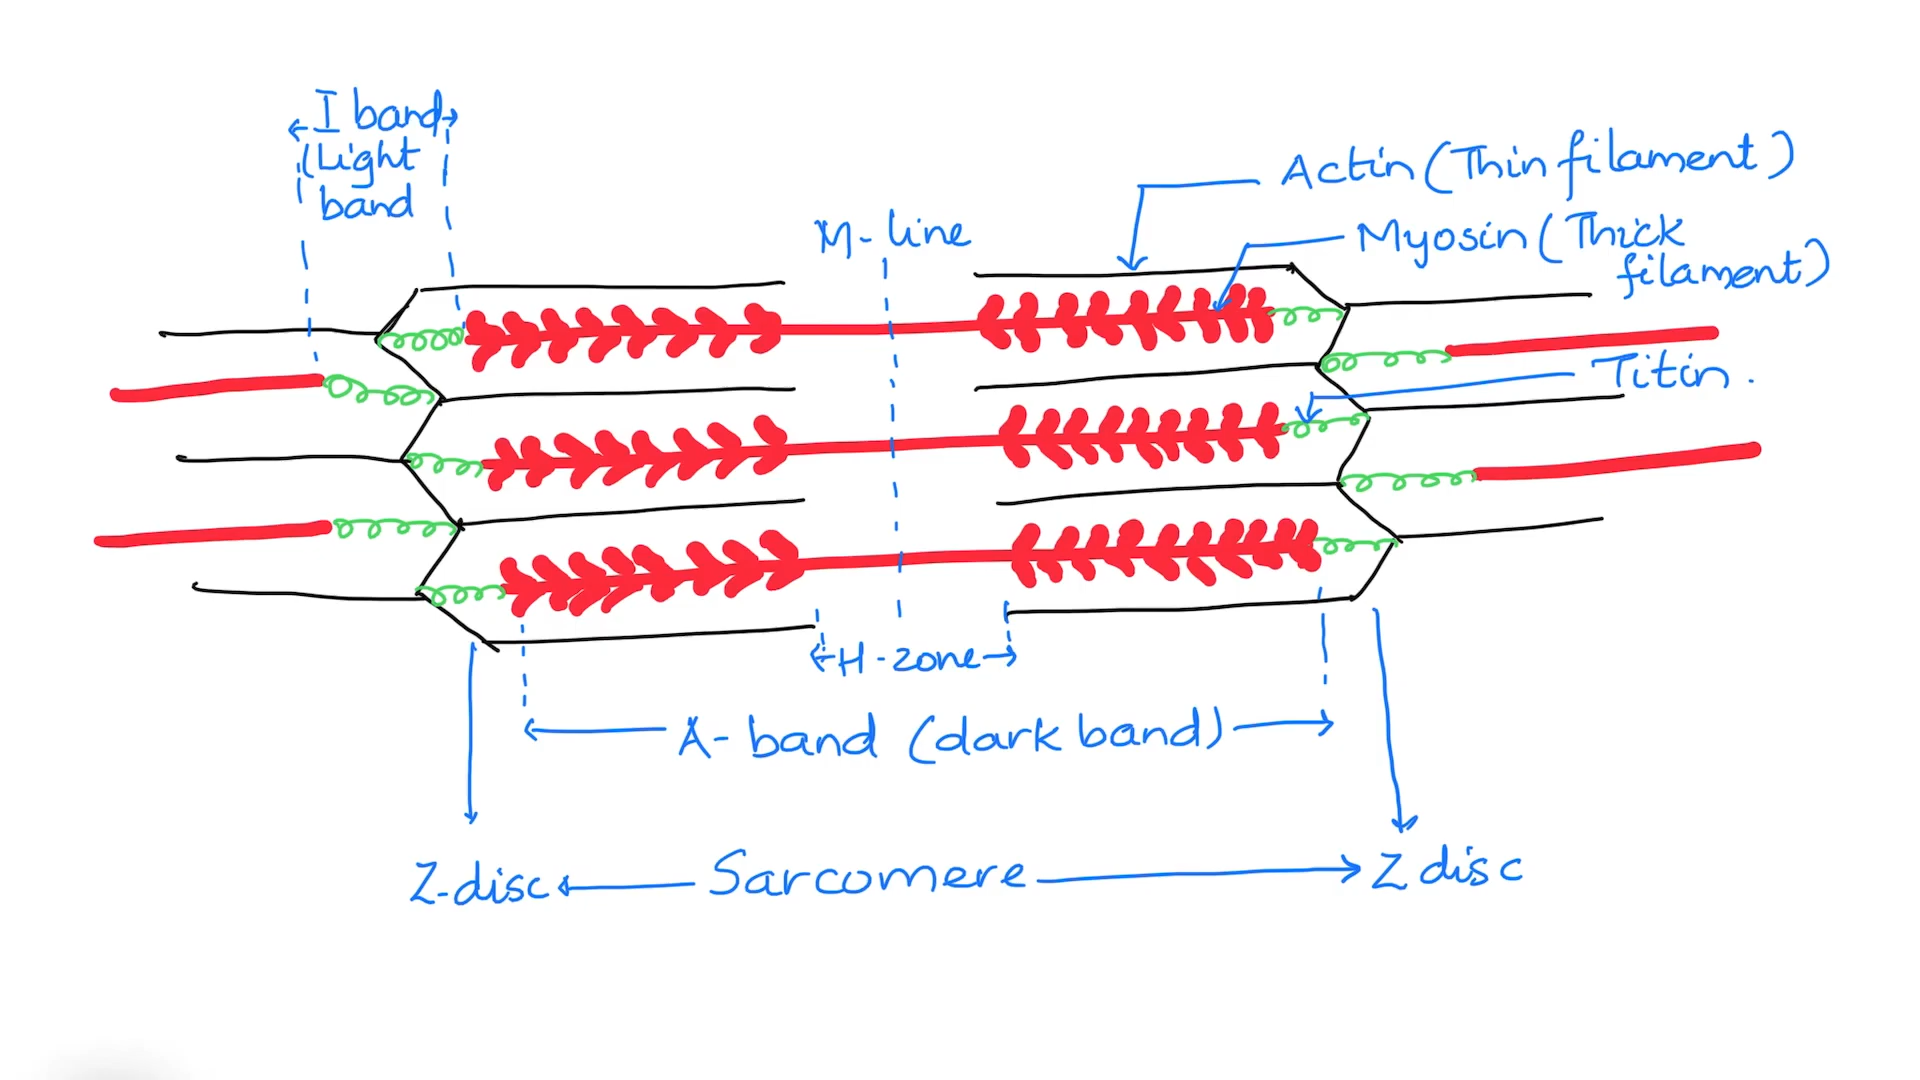 I band
(Light
band
M-line
Actin (Thin filament)
Myosin (Thick
filament)
Titin.
H-zone
A-band (dark band)
Z-disc
Sarcomere
Z disc